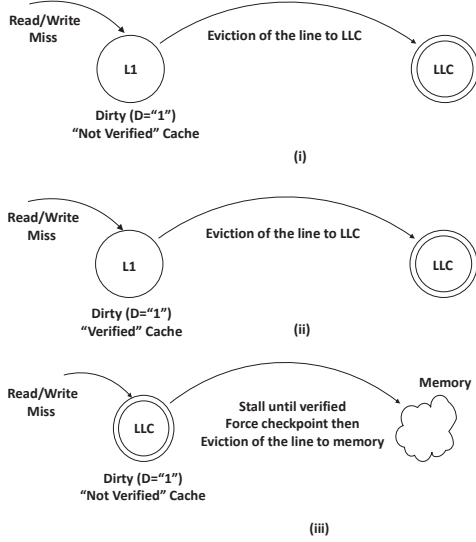 Read/Write
Miss
Eviction of the line to LLC
L1
LLC
Dirty (D="1")
"Not Verified" Cache
(i)
Read/Write
Miss
Eviction of the line to LLC
L1
LLC
Dirty (D="1")
"Verified" Cache
(ii)
Read/Write
Miss
LLC
Stall until verified
Force checkpoint then
Eviction of the line to memory
Memory
Dirty (D="1")
"Not Verified" Cache
(iii)